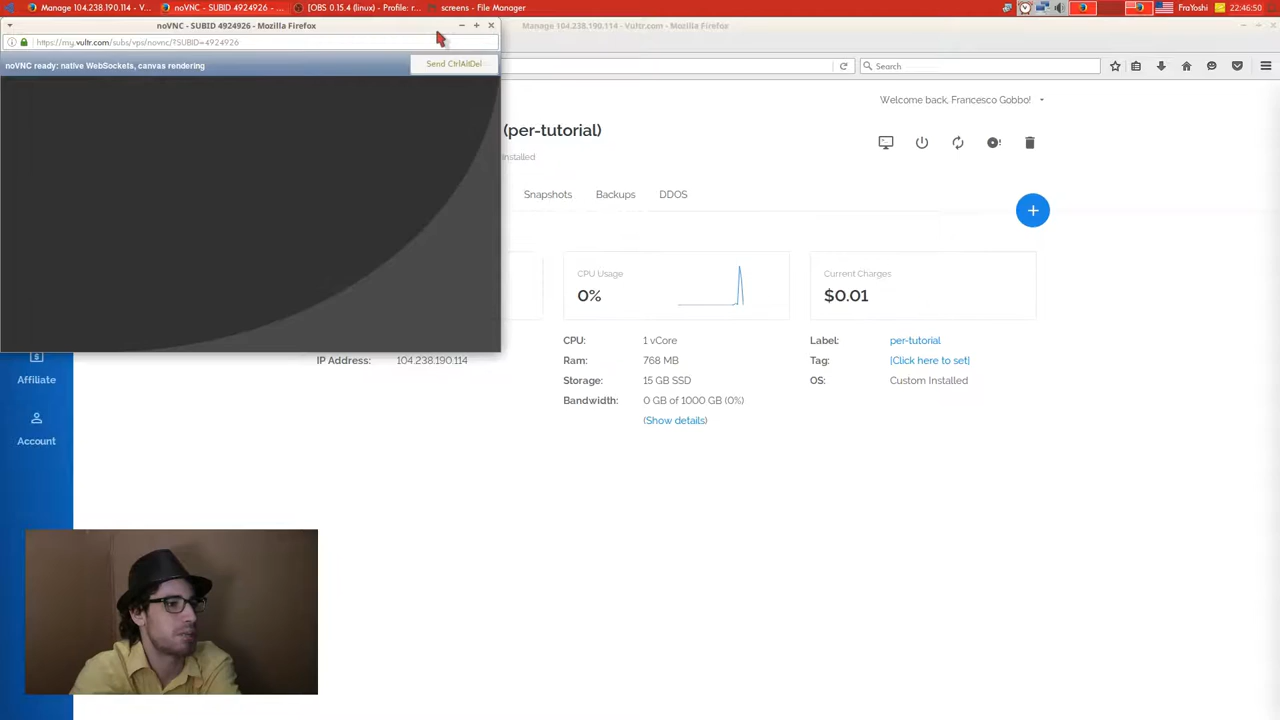 Manage 104.238.190.114 - V...
noVNC - SUBID 4924926 - ...
[OBS 0.15.4 (linux) - Profile: r...
screens - File Manager
FraYoshi
22:46:50
noVNC - SUBID 4924926 - Mozilla Firefox
Manage 104.238.190.114 - Vultr.com - Mozilla Firefox
https://my.vultr.com/subs/vps/novnc/?SUBID=4924926
noVNC ready: native WebSockets, canvas rendering
Send CtrlAltDel
Search
Welcome back, Francesco Gobbo!
(per-tutorial)
Installed
Snapshots
Backups
DDOS
CPU Usage
0%
Current Charges
$0.01
IP Address: 104.238.190.114
CPU: 1 vCore
Ram: 768 MB
Storage: 15 GB SSD
Bandwidth: 0 GB of 1000 GB (0%)
(Show details)
Label: per-tutorial
Tag: [Click here to set]
OS: Custom Installed
Affiliate
Account